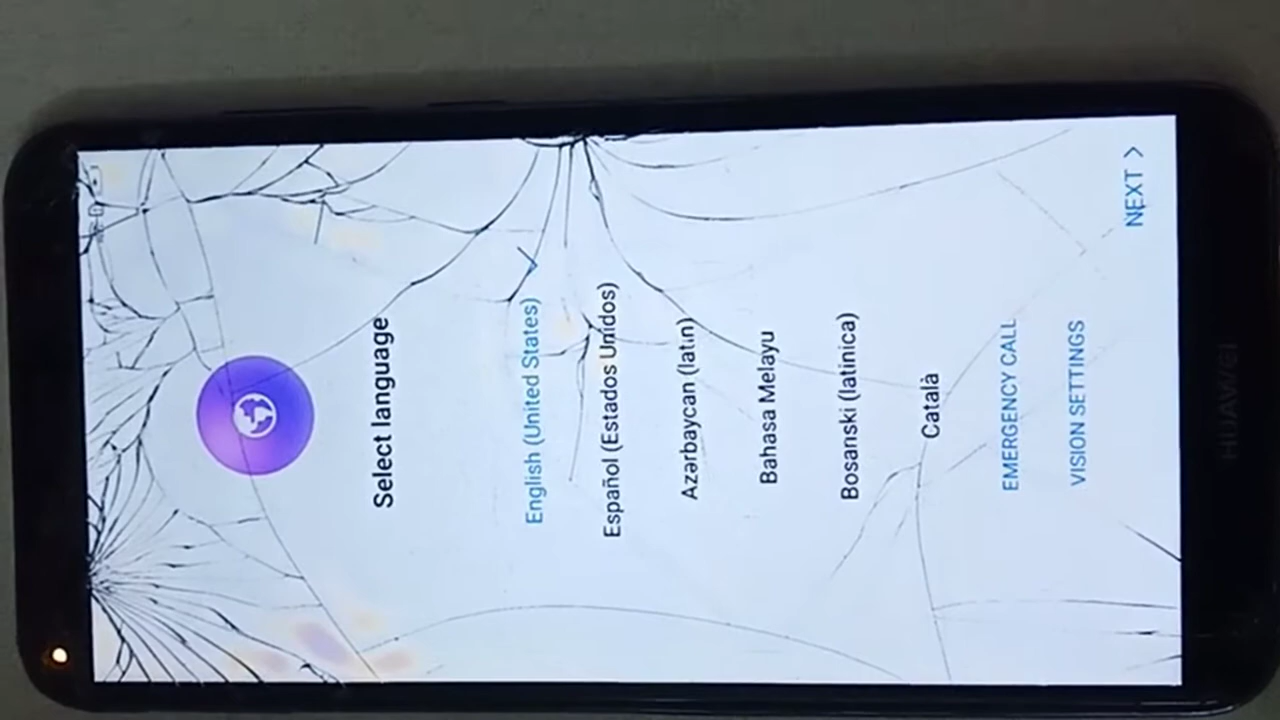 Select language
English (United States)
Español (Estados Unidos)
Azərbaycan (latın)
Bahasa Melayu
Bosanski (latinica)
Català
EMERGENCY CALL
VISION SETTINGS
NEXT >
HUAWEI